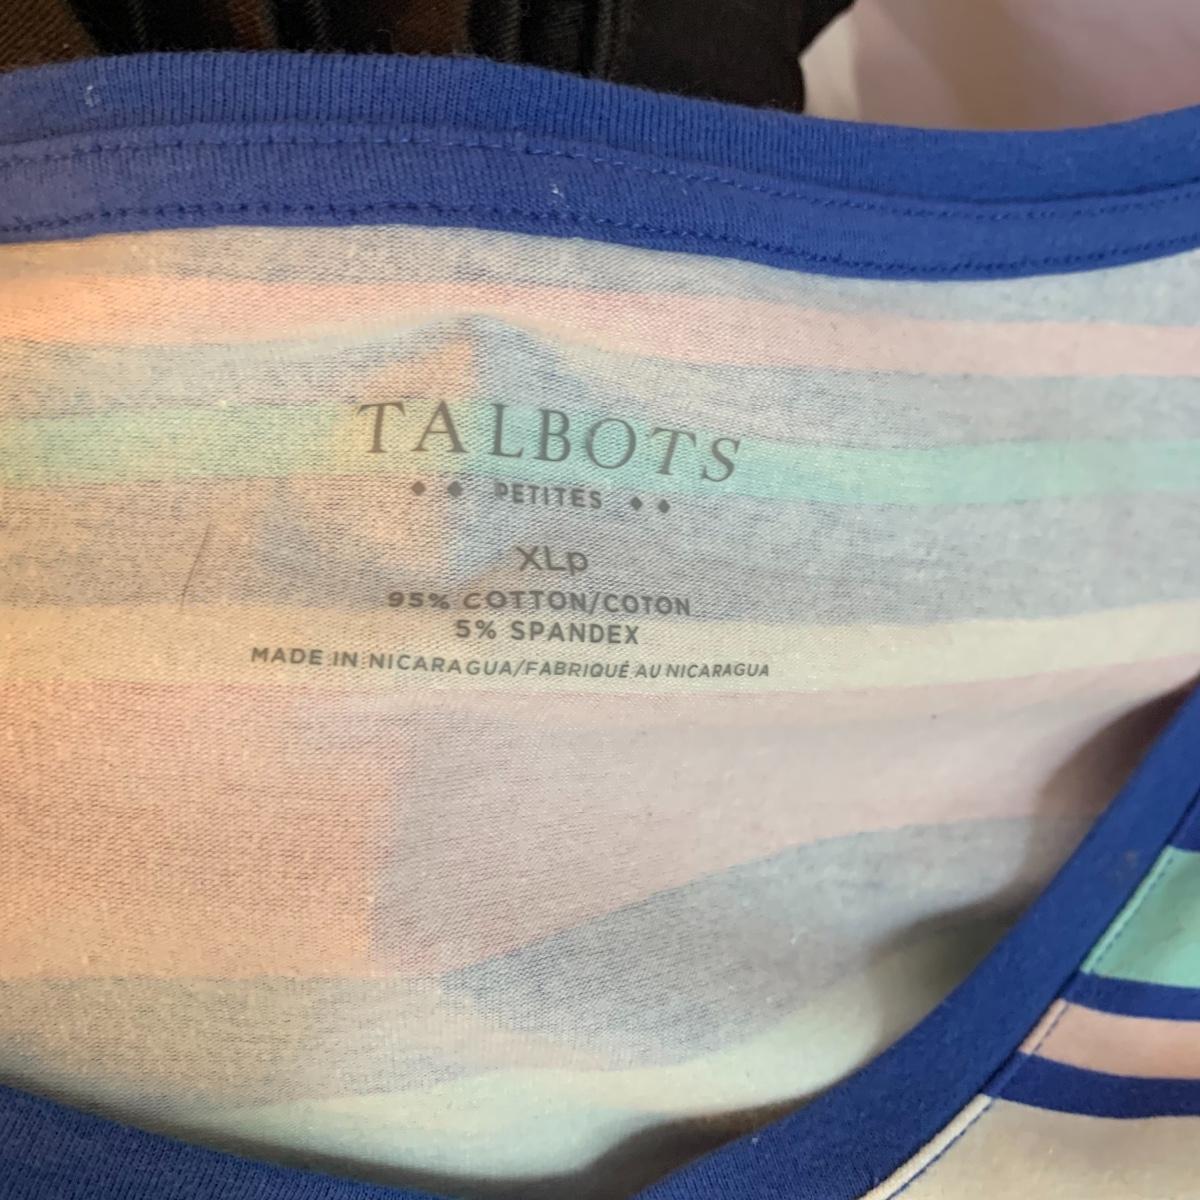 TALBOTS
♦ ♦ PETITES ♦ ♦
XLp
95% COTTON/COTON
5% SPANDEX
MADE IN NICARAGUA/FABRIQUÉ AU NICARAGUA